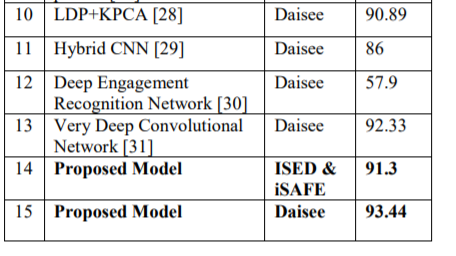 10 LDP+KPCA [28] Daisee 90.89
11 Hybrid CNN [29] Daisee 86
12 Deep Engagement Daisee 57.9
Recognition Network [30]
13 Very Deep Convolutional Daisee 92.33
Network [31]
14 Proposed Model ISED & 91.3
iSAFE
15 Proposed Model Daisee 93.44